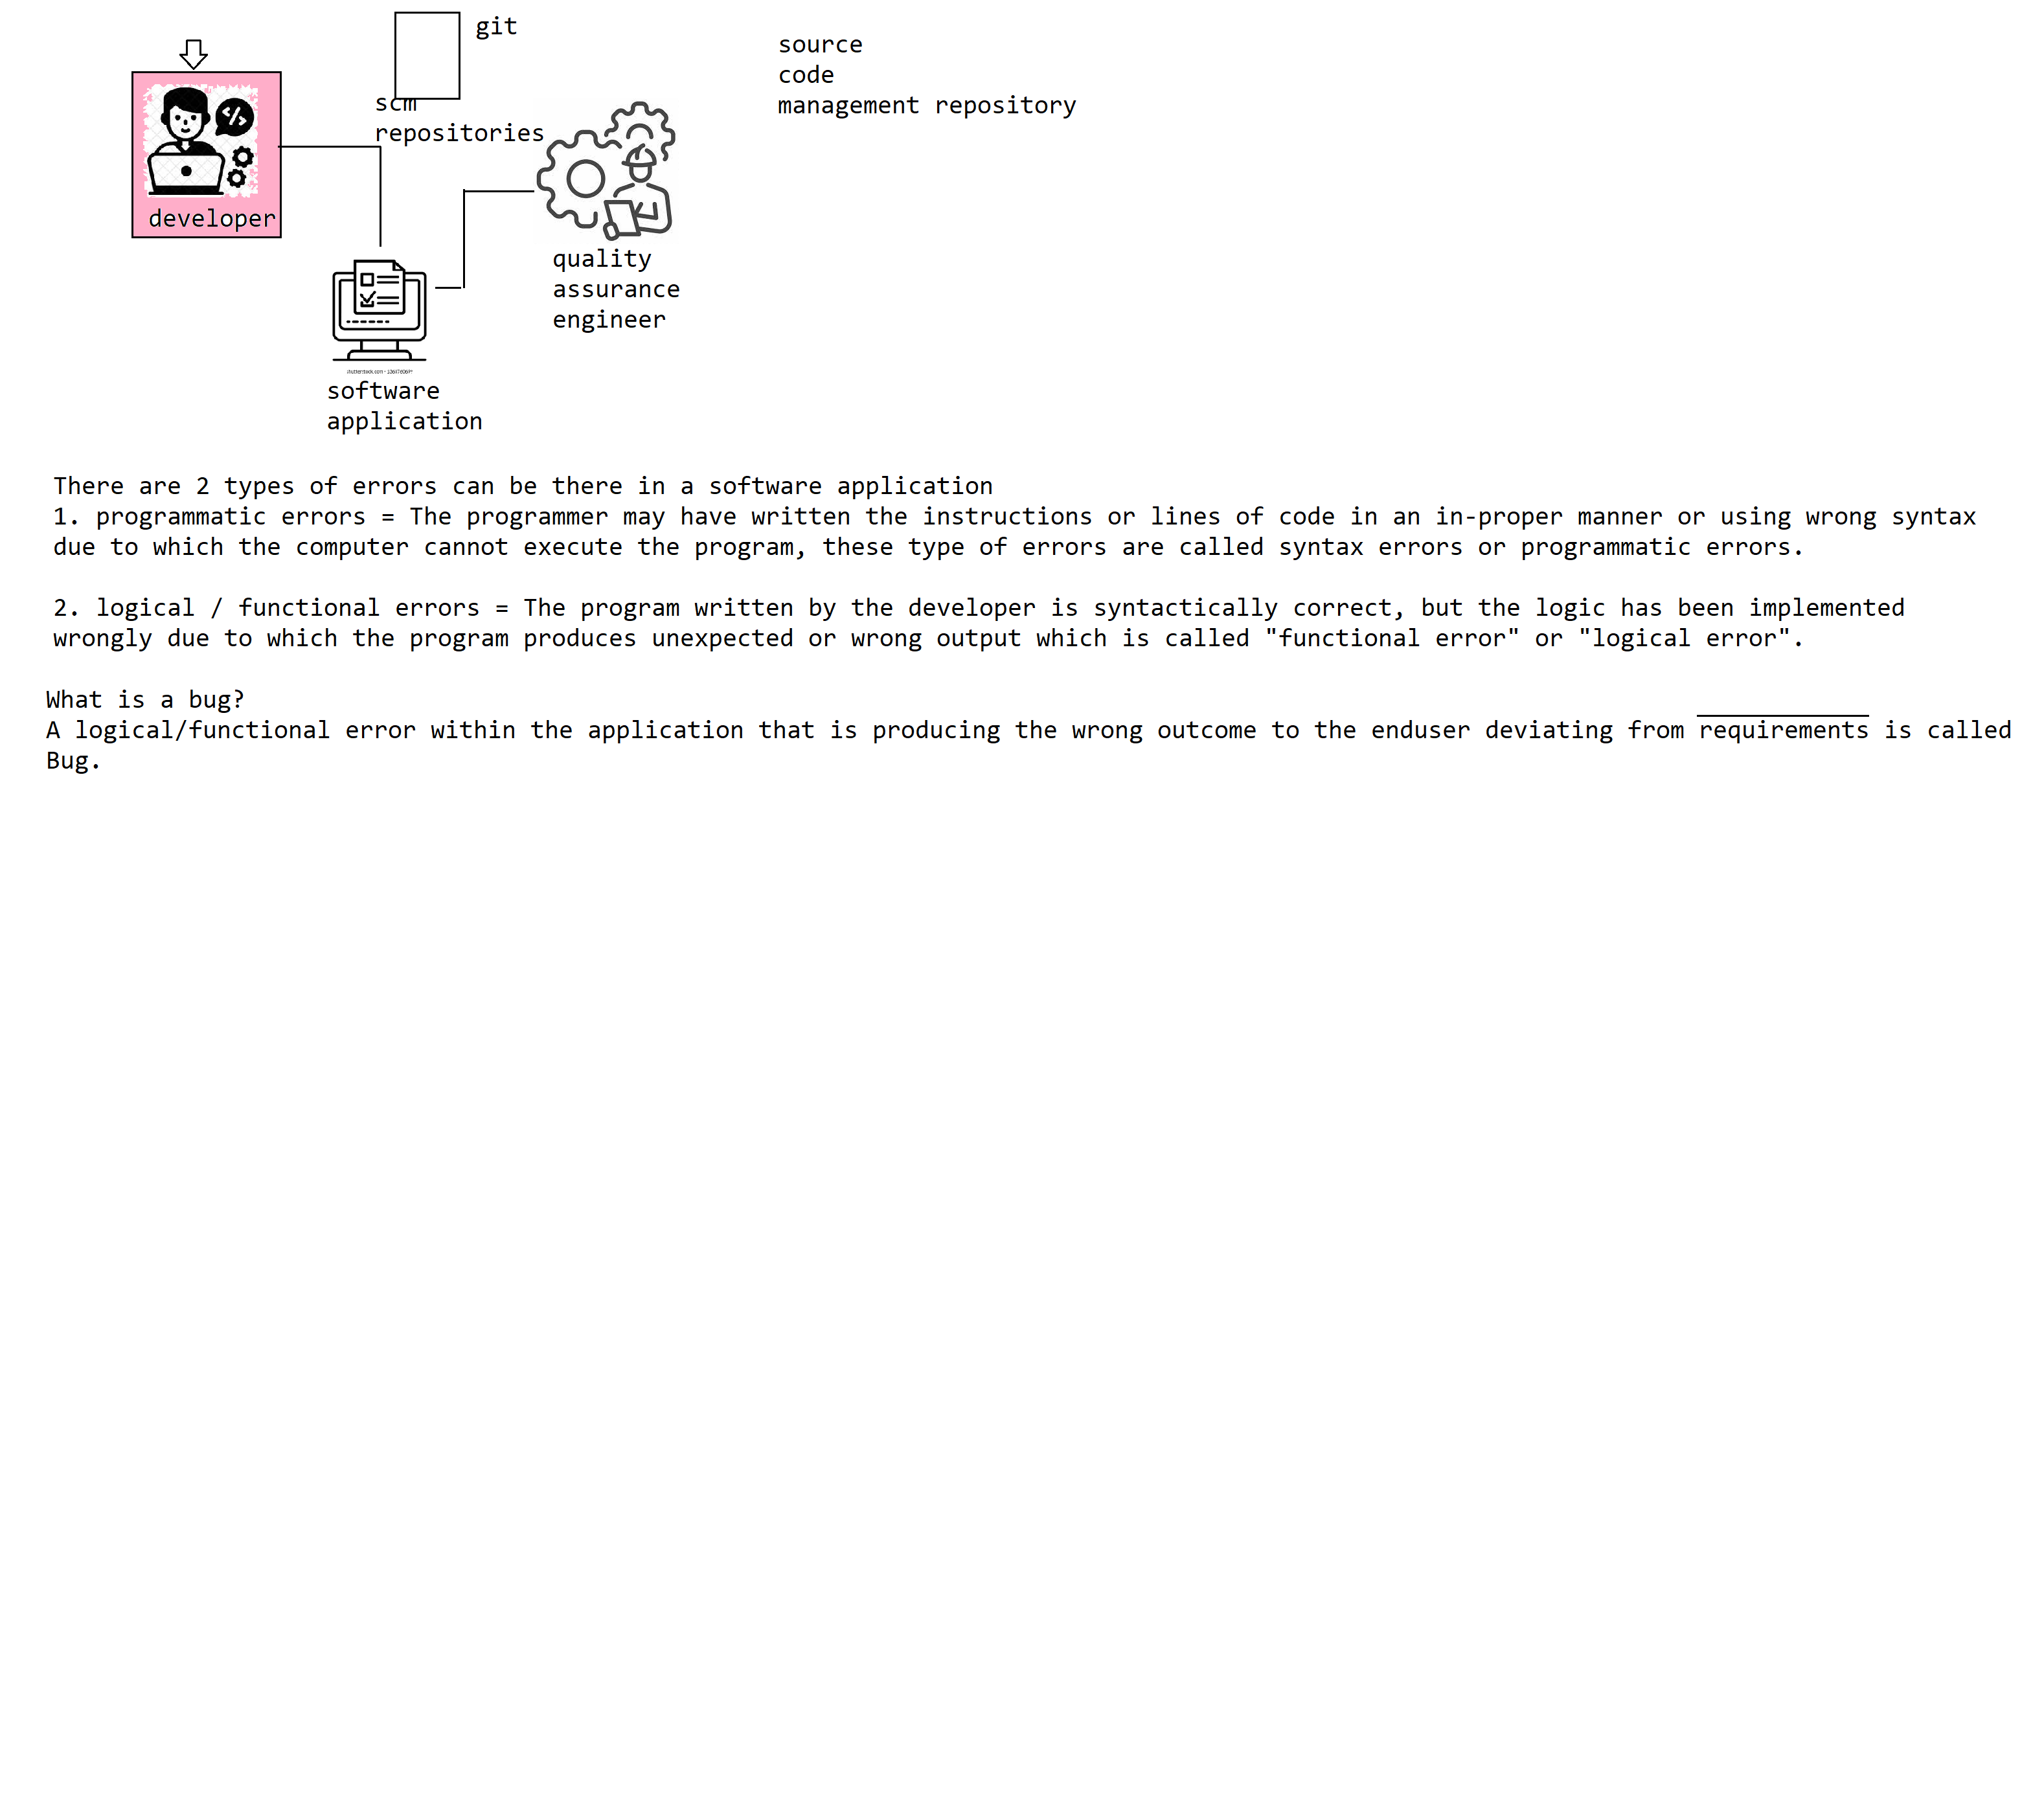 git
source
code
management repository
scm
repositories
developer
quality
assurance
engineer
software
application
There are 2 types of errors can be there in a software application
1. programmatic errors = The programmer may have written the instructions or lines of code in an in-proper manner or using wrong syntax
due to which the computer cannot execute the program, these type of errors are called syntax errors or programmatic errors.
2. logical / functional errors = The program written by the developer is syntactically correct, but the logic has been implemented
wrongly due to which the program produces unexpected or wrong output which is called "functional error" or "logical error".
What is a bug?
A logical/functional error within the application that is producing the wrong outcome to the enduser deviating from requirements is called
Bug.